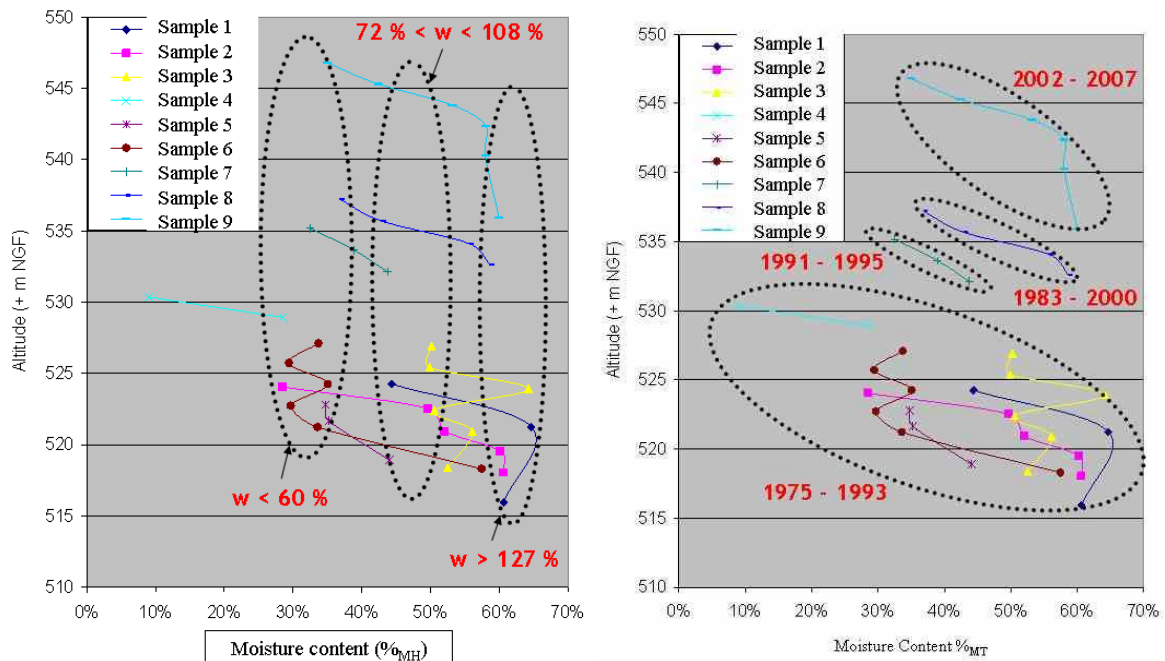 550
545
540
535
530
525
520
515
510
Altitude (+ m NGF)
Sample 1
Sample 2
Sample 3
Sample 4
Sample 5
Sample 6
Sample 7
Sample 8
Sample 9
72 % < w < 108 %
w < 60 %
w > 127 %
0% 10% 20% 30% 40% 50% 60% 70%
Moisture content (%MH)
550
545
540
535
530
525
520
515
510
Altitude (+ m NGF)
Sample 1
Sample 2
Sample 3
Sample 4
Sample 5
Sample 6
Sample 7
Sample 8
Sample 9
2002 - 2007
1991 - 1995
1983 - 2000
1975 - 1993
0% 10% 20% 30% 40% 50% 60% 70%
Moisture Content %MT